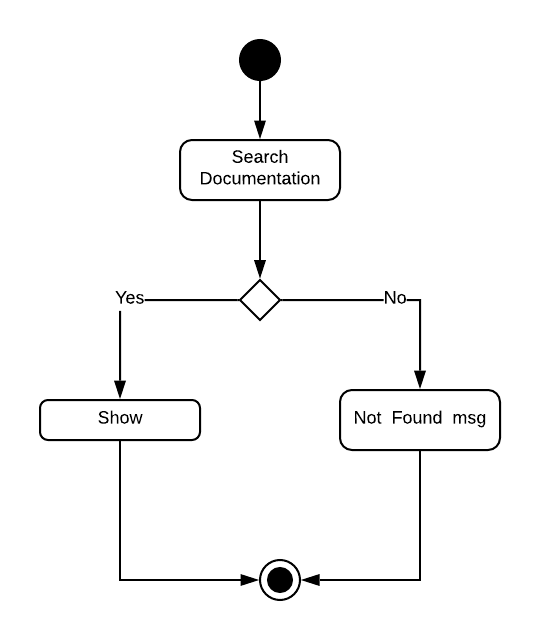 Search
Documentation
Yes
No
Show
Not Found msg